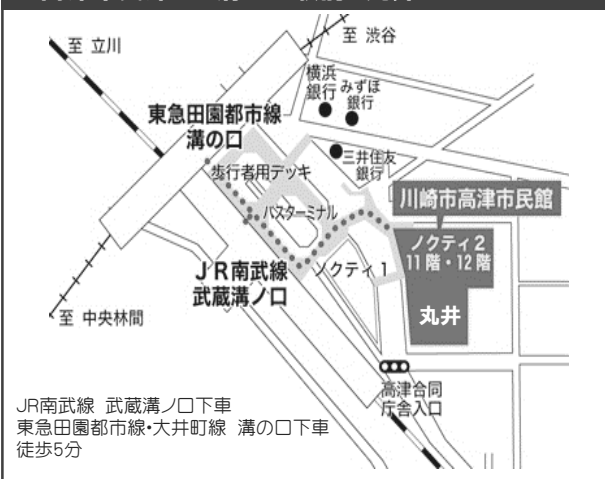 至 立川
至 渋谷
横浜
銀行
みずほ
銀行
東急田園都市線
溝の口
三井住友
銀行
歩行者用デッキ
バスターミナル
川崎市高津市民館
ノクティ2
11階・12階
丸井
JR南武線
武蔵溝ノ口
ノクティ1
至 中央林間
高津合同
庁舎入口
JR南武線 武蔵溝ノ口下車
東急田園都市線・大井町線 溝の口下車
徒歩5分